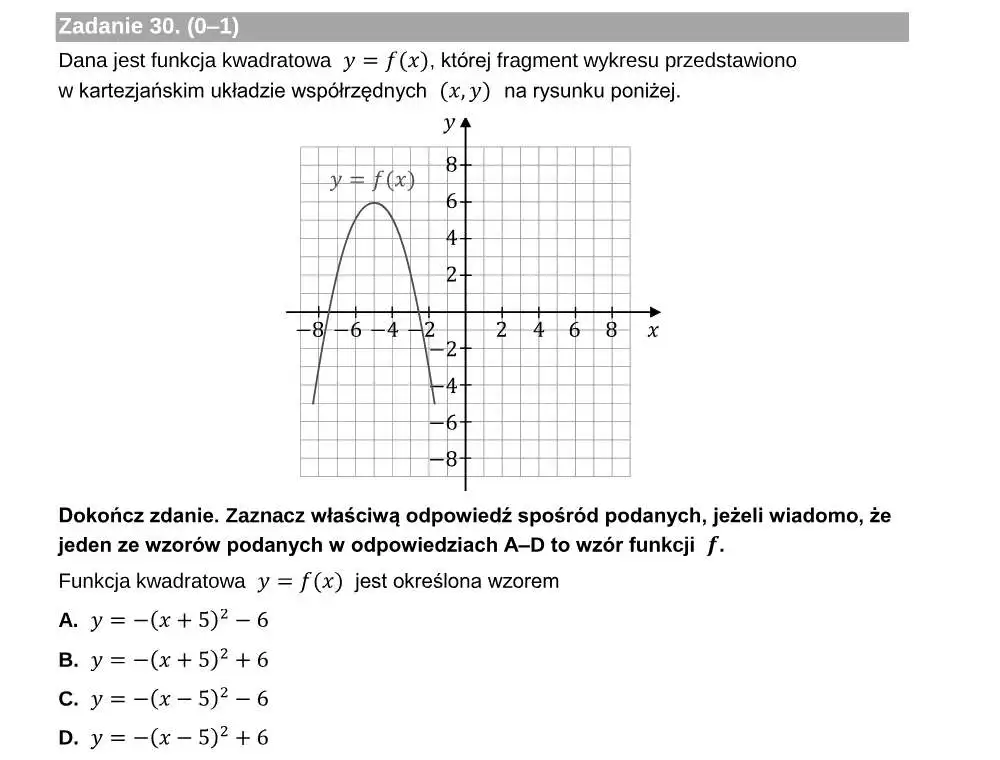 Zadanie 30. (0–1)
Dana jest funkcja kwadratowa y = f(x), której fragment wykresu przedstawiono
w kartezjańskim układzie współrzędnych (x, y) na rysunku poniżej.
y
8
y = f(x)
6
4
2
−8 −6 −4 −2 2 4 6 8 x
−2
−4
−6
−8
Dokończ zdanie. Zaznacz właściwą odpowiedź spośród podanych, jeżeli wiadomo, że
jeden ze wzorów podanych w odpowiedziach A–D to wzór funkcji f.
Funkcja kwadratowa y = f(x) jest określona wzorem
A. y = −(x + 5)² − 6
B. y = −(x + 5)² + 6
C. y = −(x − 5)² − 6
D. y = −(x − 5)² + 6